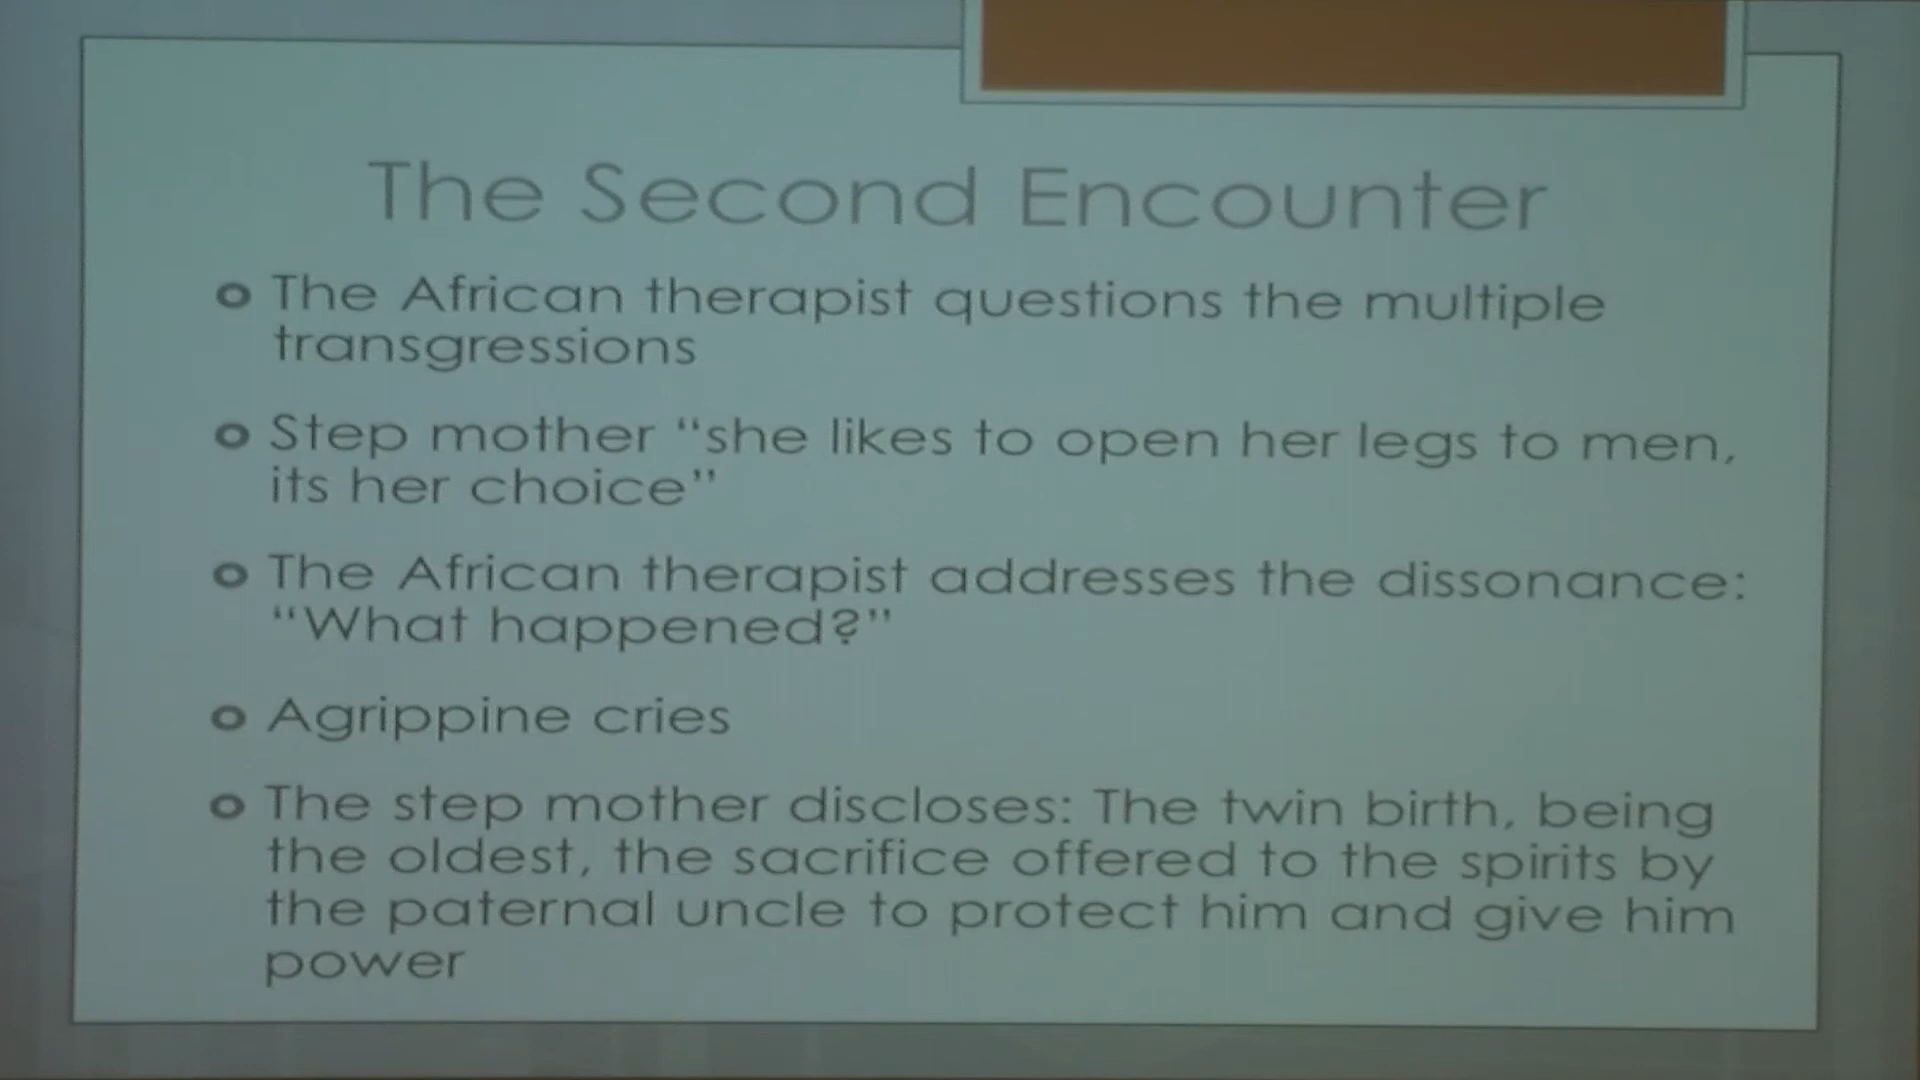 The Second Encounter
The African therapist questions the multiple
transgressions
Step mother “she likes to open her legs to men,
its her choice”
The African therapist addresses the dissonance:
“What happened?”
Agrippine cries
The step mother discloses: The twin birth, being
the oldest, the sacrifice offered to the spirits by
the paternal uncle to protect him and give him
power